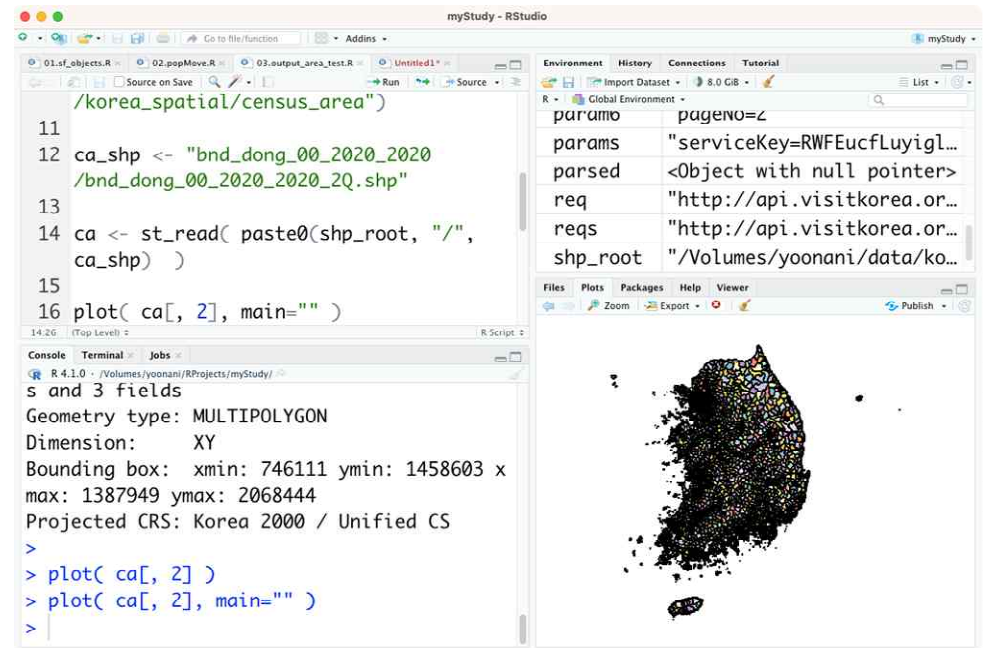 myStudy - RStudio
Go to file/function
Addins
myStudy
01.sf_objects.R
02.popMove.R
03.output_area_test.R
Untitled1*
Source on Save
Run
Source
/korea_spatial/census_area")
11
12 ca_shp <- "bnd_dong_00_2020_2020
/bnd_dong_00_2020_2020_2Q.shp"
13
14 ca <- st_read( paste0(shp_root, "/",
ca_shp)  )
15
16 plot( ca[, 2], main="" )
14:26 (Top Level) R Script
Console Terminal Jobs
R 4.1.0 · /Volumes/yoonani/RProjects/myStudy/
s and 3 fields
Geometry type: MULTIPOLYGON
Dimension:     XY
Bounding box:  xmin: 746111 ymin: 1458603 x
max: 1387949 ymax: 2068444
Projected CRS: Korea 2000 / Unified CS
>
> plot( ca[, 2] )
> plot( ca[, 2], main="" )
>
Environment History Connections Tutorial
Import Dataset 8.0 GiB List
R Global Environment
param6 pageNo=2
params "serviceKey=RWFEucfLuyigl…
parsed <Object with null pointer>
req "http://api.visitkorea.or…
reqs "http://api.visitkorea.or…
shp_root "/Volumes/yoonani/data/ko…
Files Plots Packages Help Viewer
Zoom Export Publish